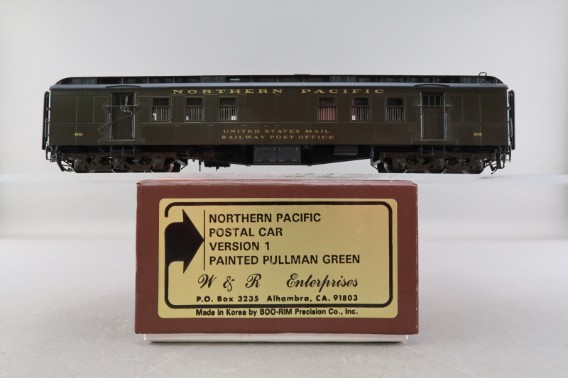 NORTHERN PACIFIC
UNITED STATES MAIL
RAILWAY POST OFFICE
NORTHERN PACIFIC
POSTAL CAR
VERSION 1
PAINTED PULLMAN GREEN
W & R Enterprises
P.O. Box 3235 Alhambra, CA. 91803
Made in Korea by BOO-RIM Precision Co., Inc.